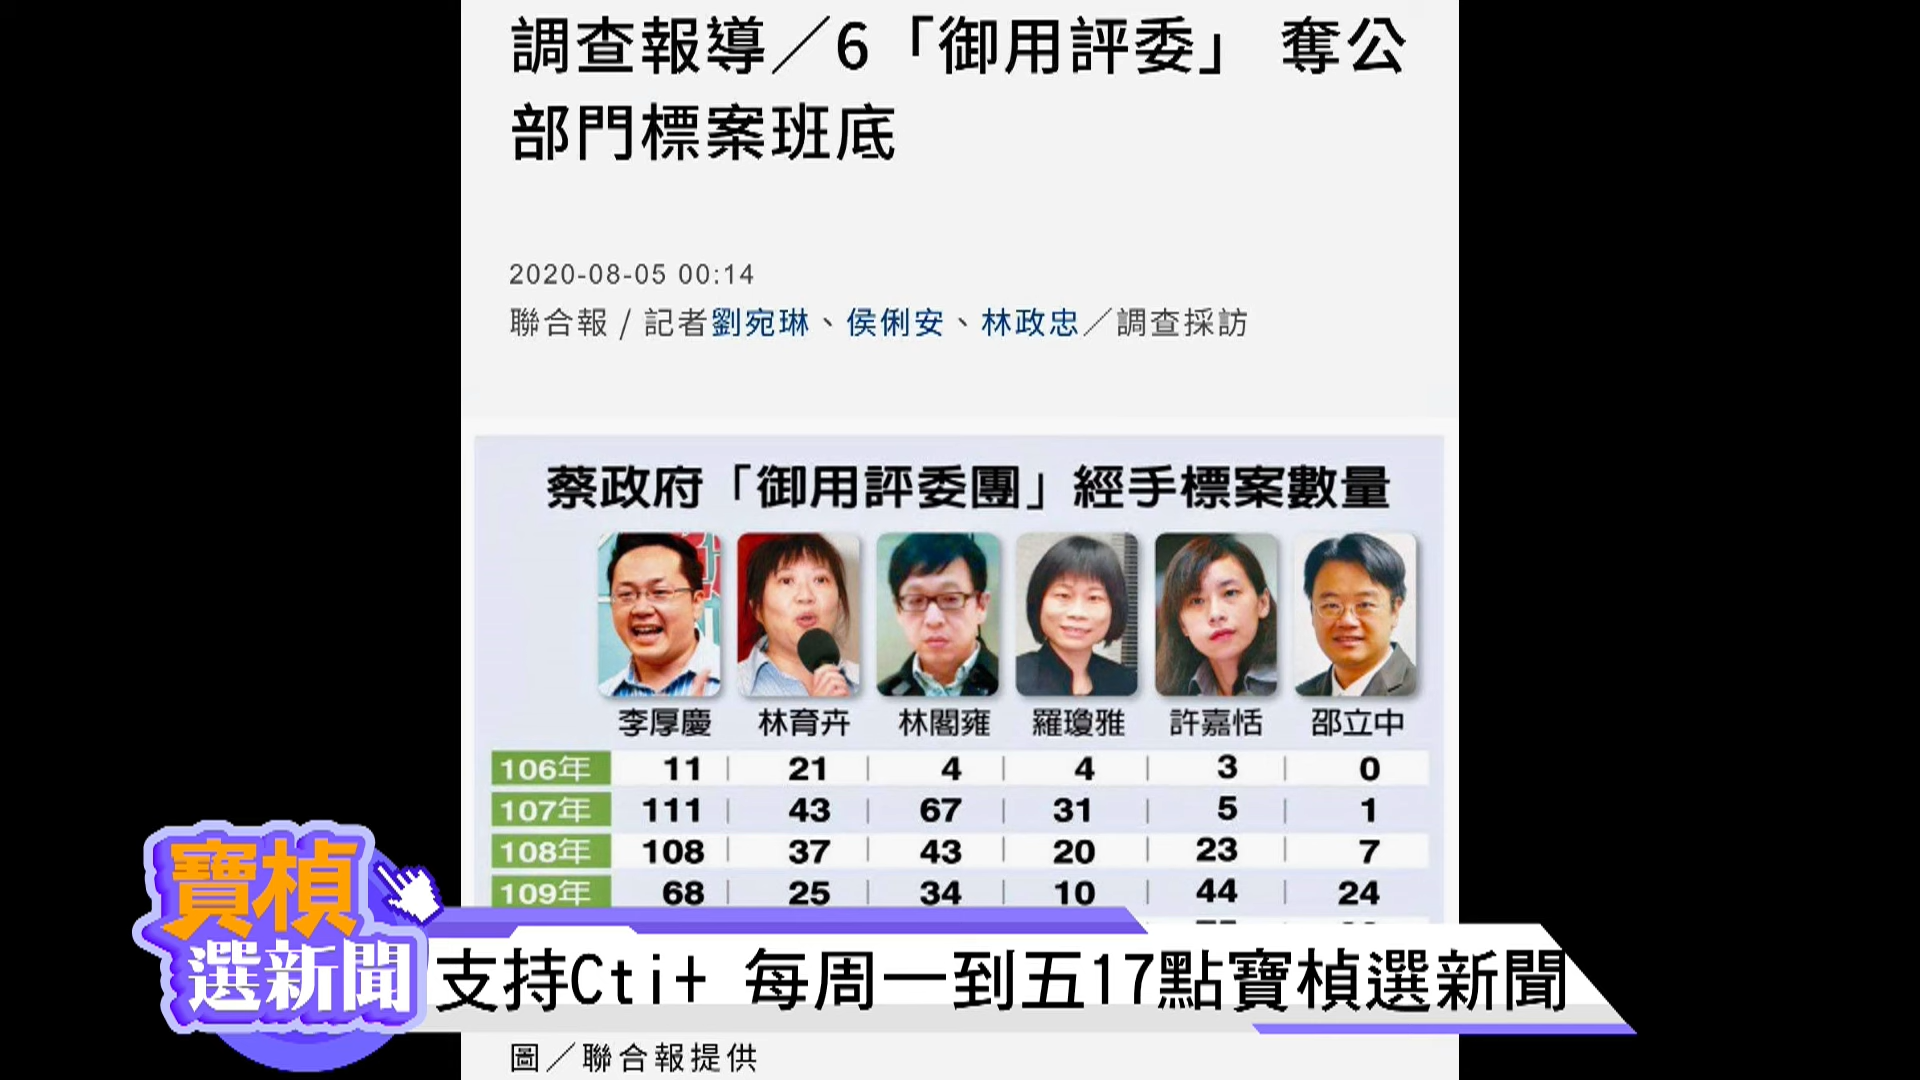 調查報導／6「御用評委」 奪公
部門標案班底
2020-08-05 00:14
聯合報 / 記者劉宛琳、侯俐安、林政忠／調查採訪
蔡政府「御用評委團」經手標案數量
李厚慶 林育卉 林閣雍 羅瓊雅 許嘉恬 邵立中
106年 11 21 4 4 3 0
107年 111 43 67 31 5 1
108年 108 37 43 20 23 7
109年 68 25 34 10 44 24
寶楨
選新聞
支持Cti+ 每周一到五17點寶楨選新聞
圖／聯合報提供